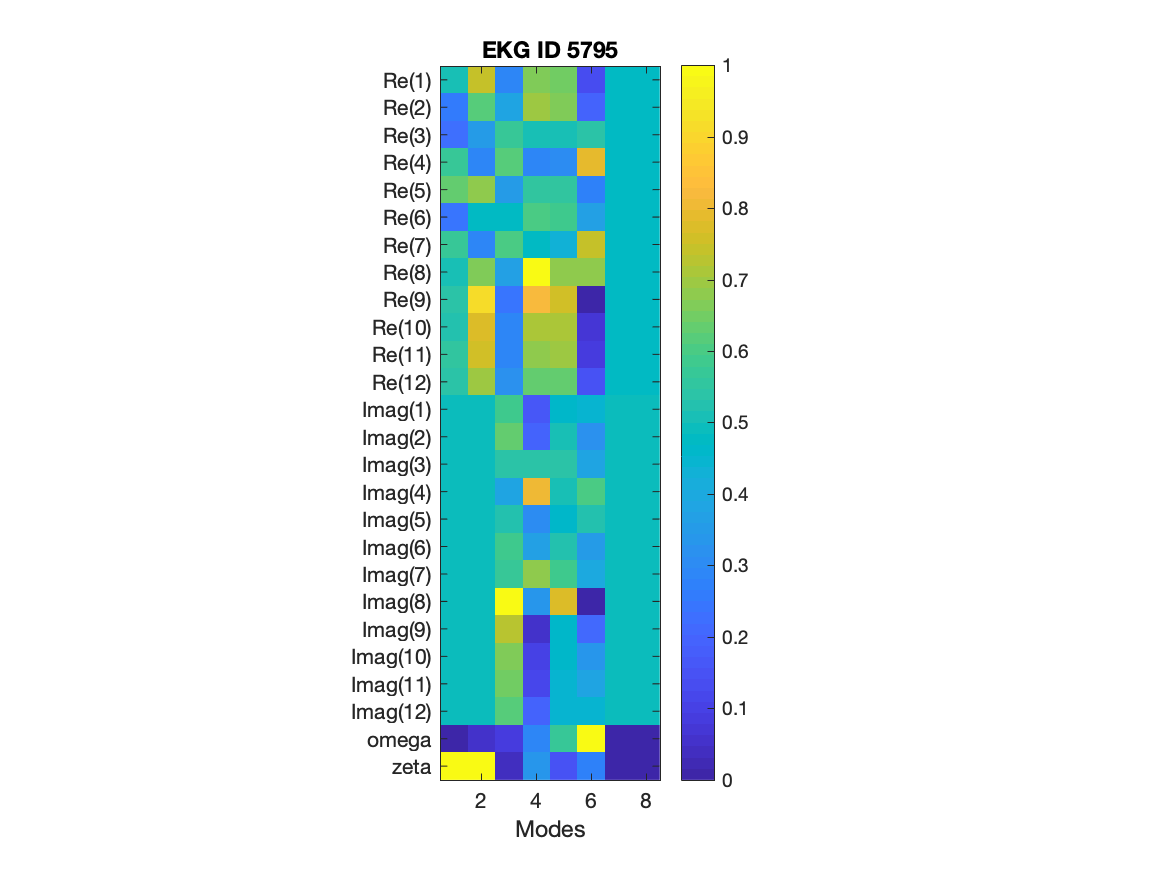 EKG ID 5795
Re(1)
Re(2)
Re(3)
Re(4)
Re(5)
Re(6)
Re(7)
Re(8)
Re(9)
Re(10)
Re(11)
Re(12)
Imag(1)
Imag(2)
Imag(3)
Imag(4)
Imag(5)
Imag(6)
Imag(7)
Imag(8)
Imag(9)
Imag(10)
Imag(11)
Imag(12)
omega
zeta
2 4 6 8
Modes
1
0.9
0.8
0.7
0.6
0.5
0.4
0.3
0.2
0.1
0